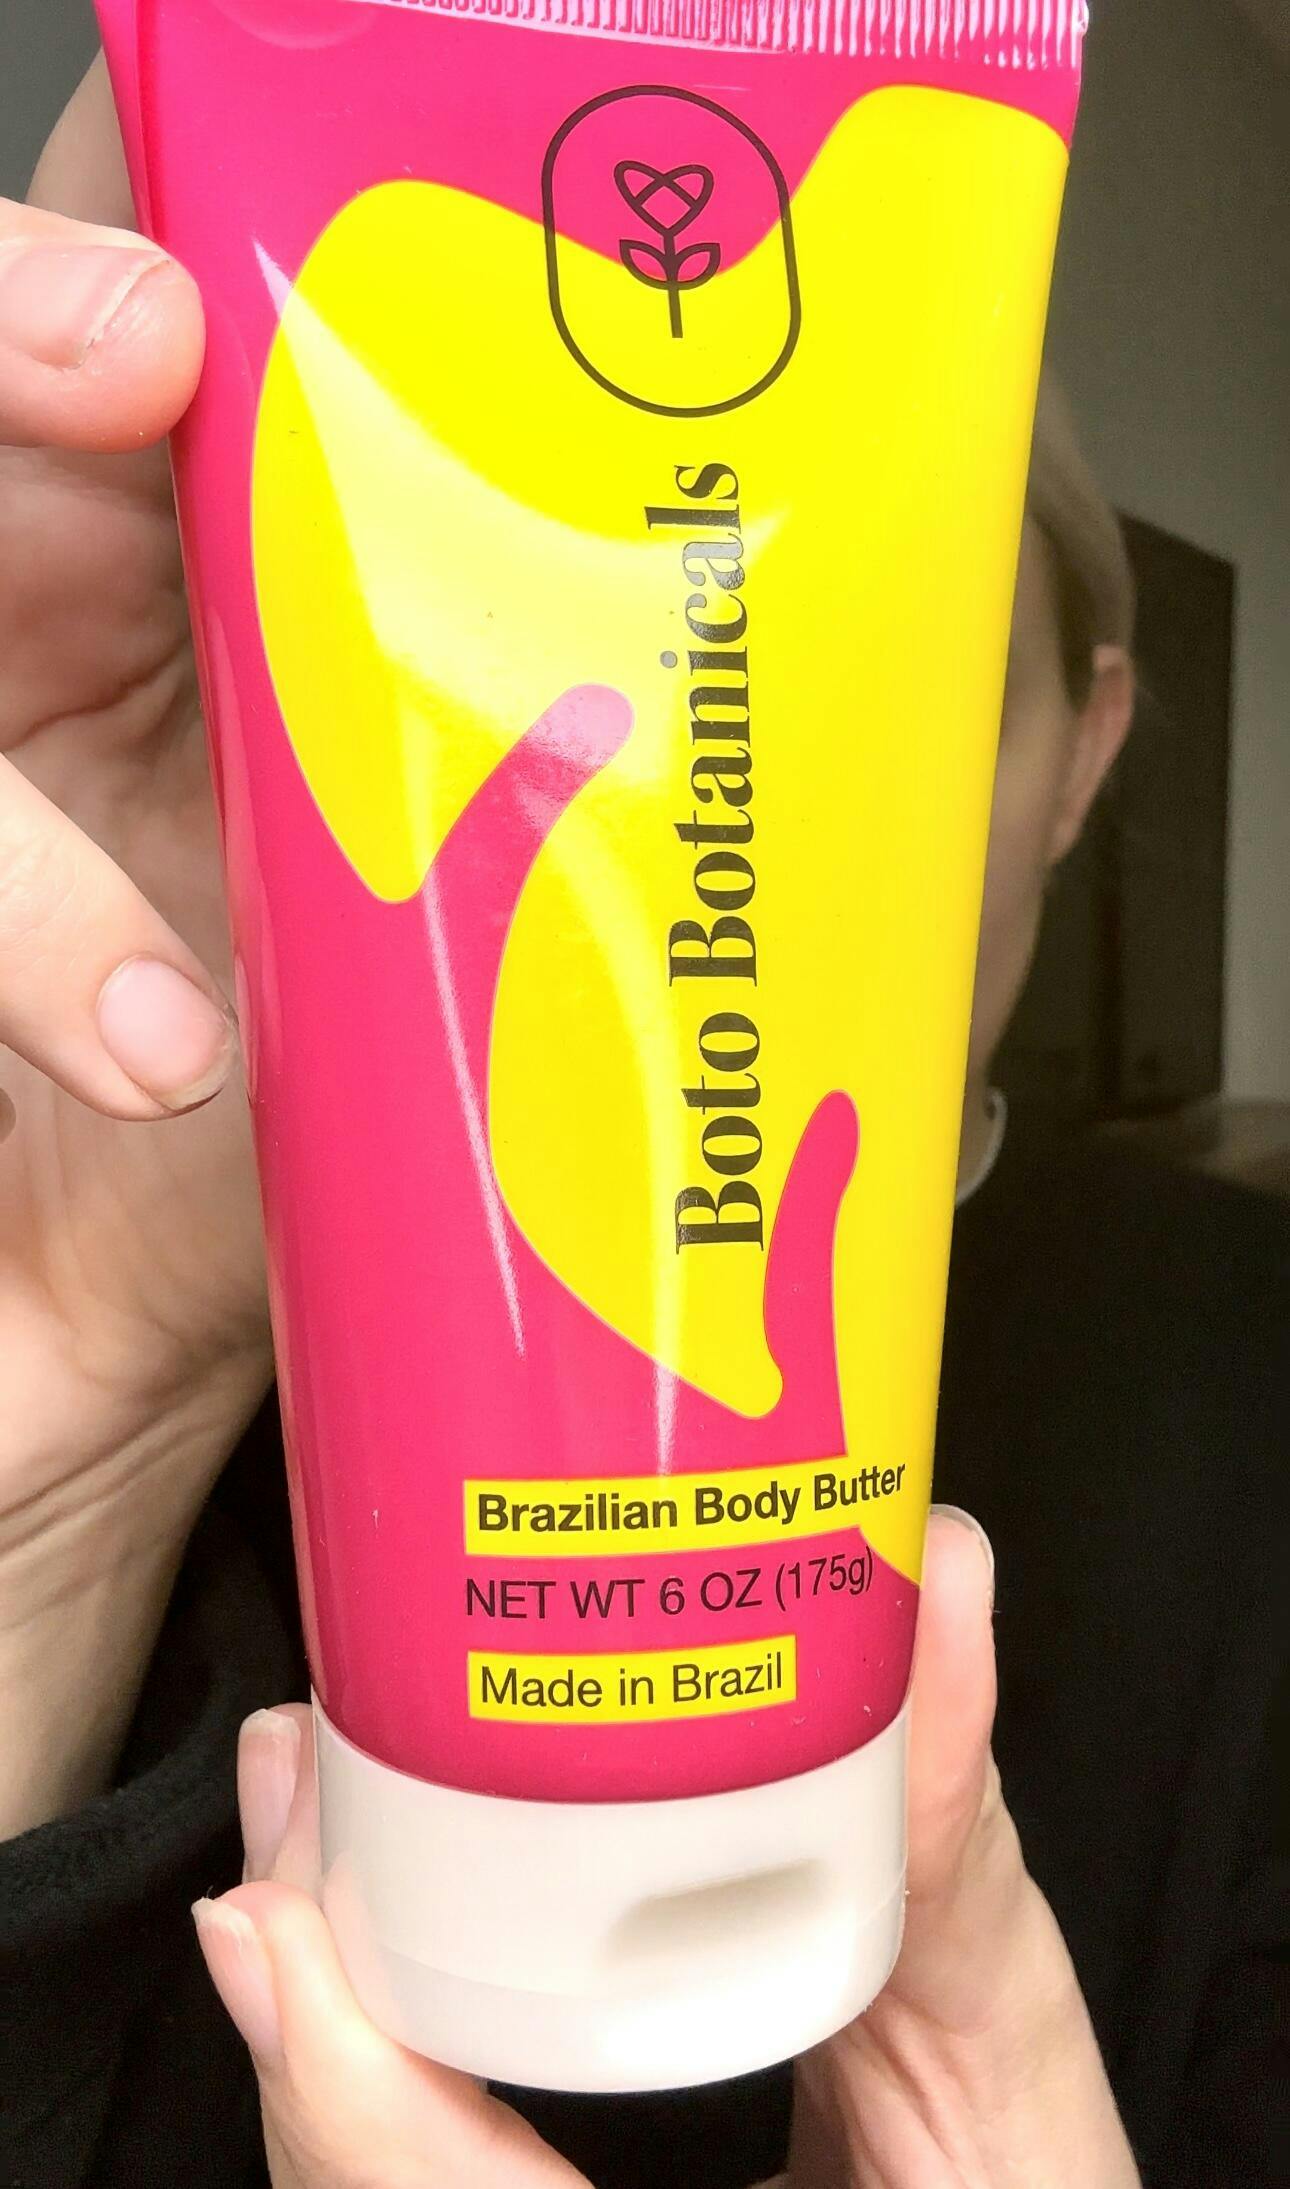 Boto Botanicals
Brazilian Body Butter
NET WT 6 OZ (175g)
Made in Brazil